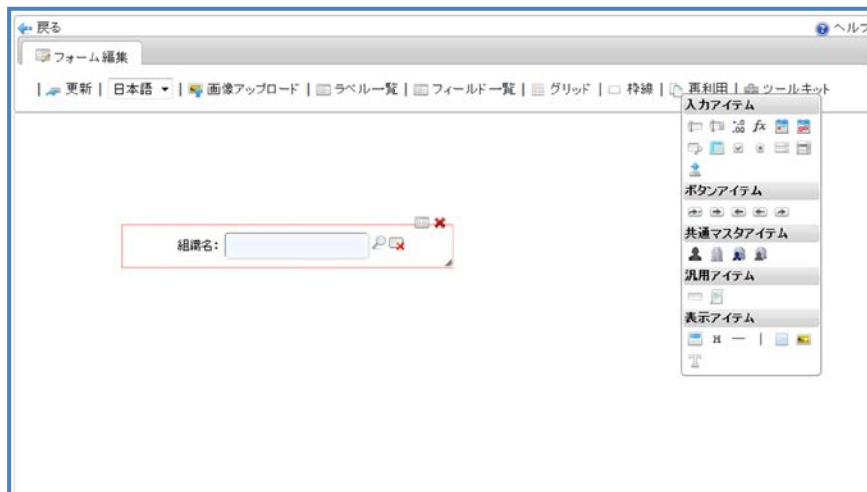 戻る ヘルプ
フォーム編集
| 更新 | 日本語 | 画像アップロード | ラベル一覧 | フィールド一覧 | グリッド | 枠線 | 再利用 | ツールキット
入力アイテム
ボタンアイテム
共通マスタアイテム
汎用アイテム
表示アイテム
組織名: